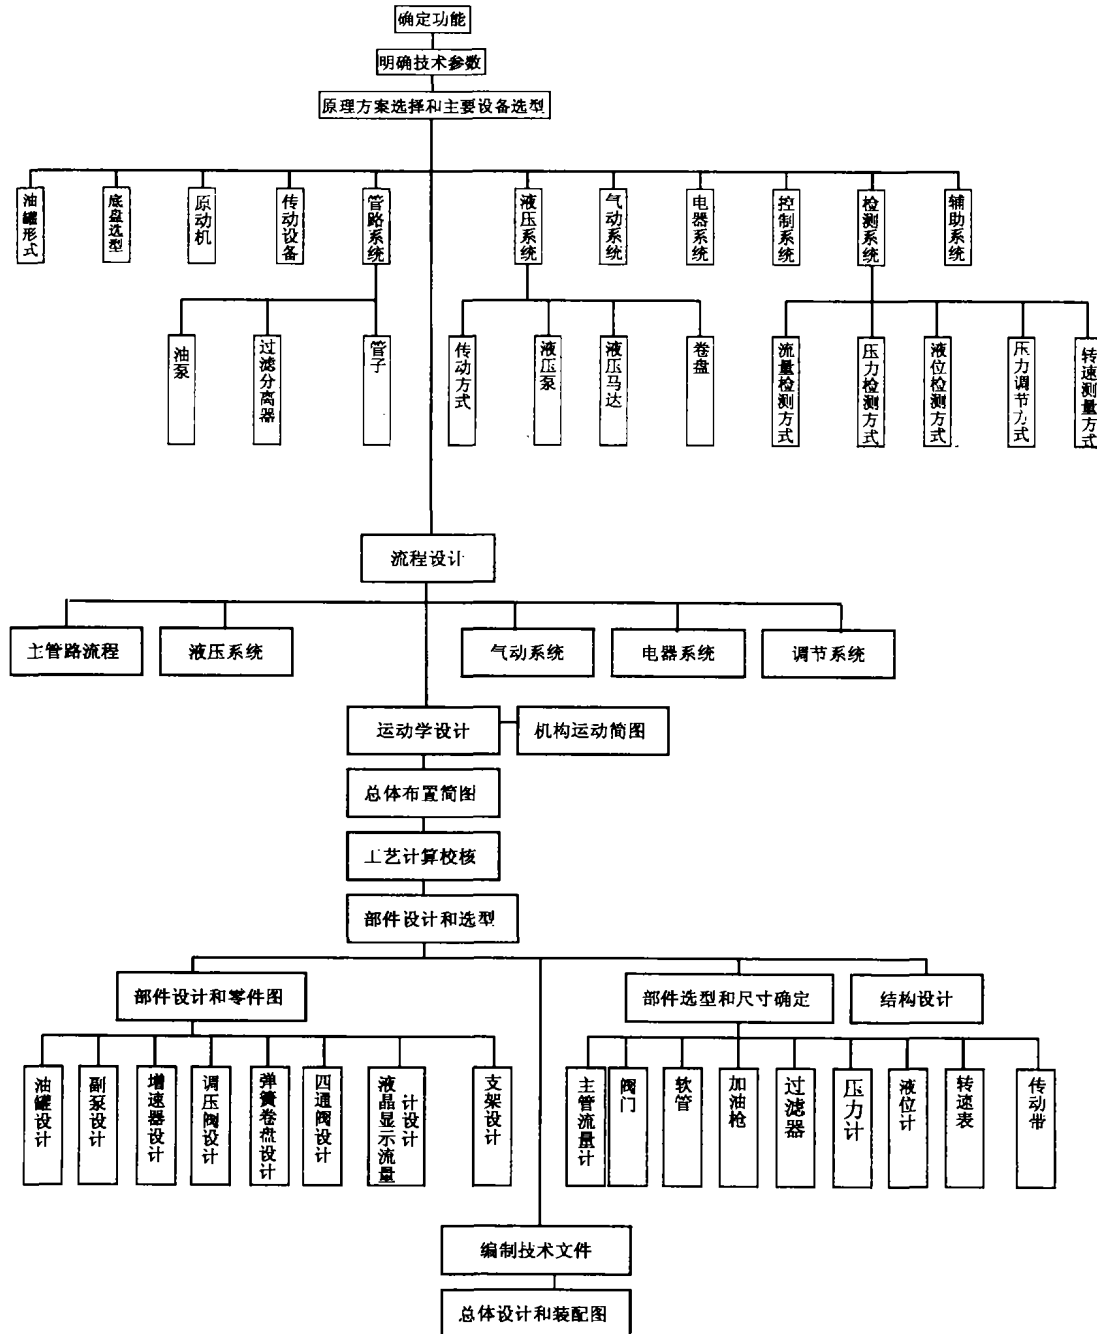 确定功能
明确技术参数
原理方案选择和主要设备选型
油罐形式
底盘选型
原动机
传动设备
管路系统
液压系统
气动系统
电器系统
控制系统
检测系统
辅助系统
油泵
过滤分离器
管子
传动方式
液压泵
液压马达
卷盘
流量检测方式
压力检测方式
液位检测方式
压力调节方式
转速测量方式
流程设计
主管路流程
液压系统
气动系统
电器系统
调节系统
运动学设计
机构运动简图
总体布置简图
工艺计算校核
部件设计和选型
部件设计和零件图
部件选型和尺寸确定
结构设计
油罐设计
副泵设计
增速器设计
调压阀设计
弹簧卷盘设计
四通阀设计
液晶显示流量
计设计
支架设计
主管流量计
阀门
软管
加油枪
过滤器
压力计
液位计
转速表
传动带
编制技术文件
总体设计和装配图